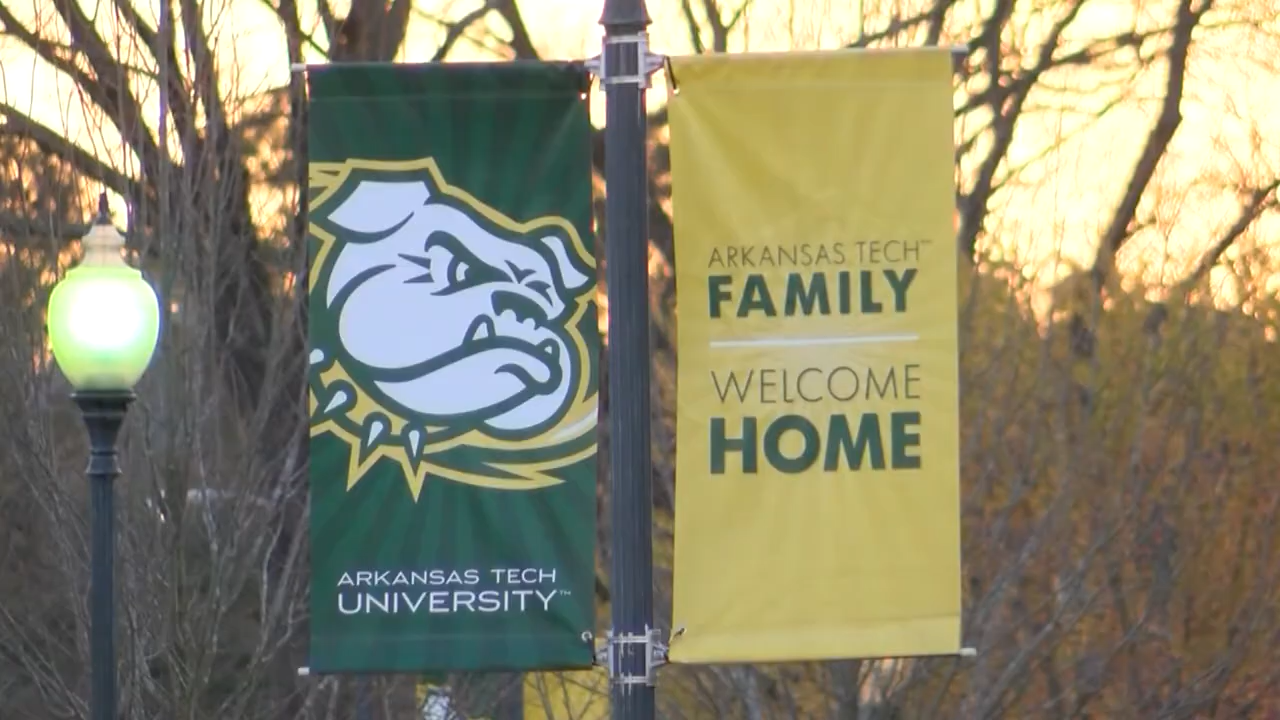 ARKANSAS TECH
UNIVERSITY™
ARKANSAS TECH™
FAMILY
WELCOME
HOME